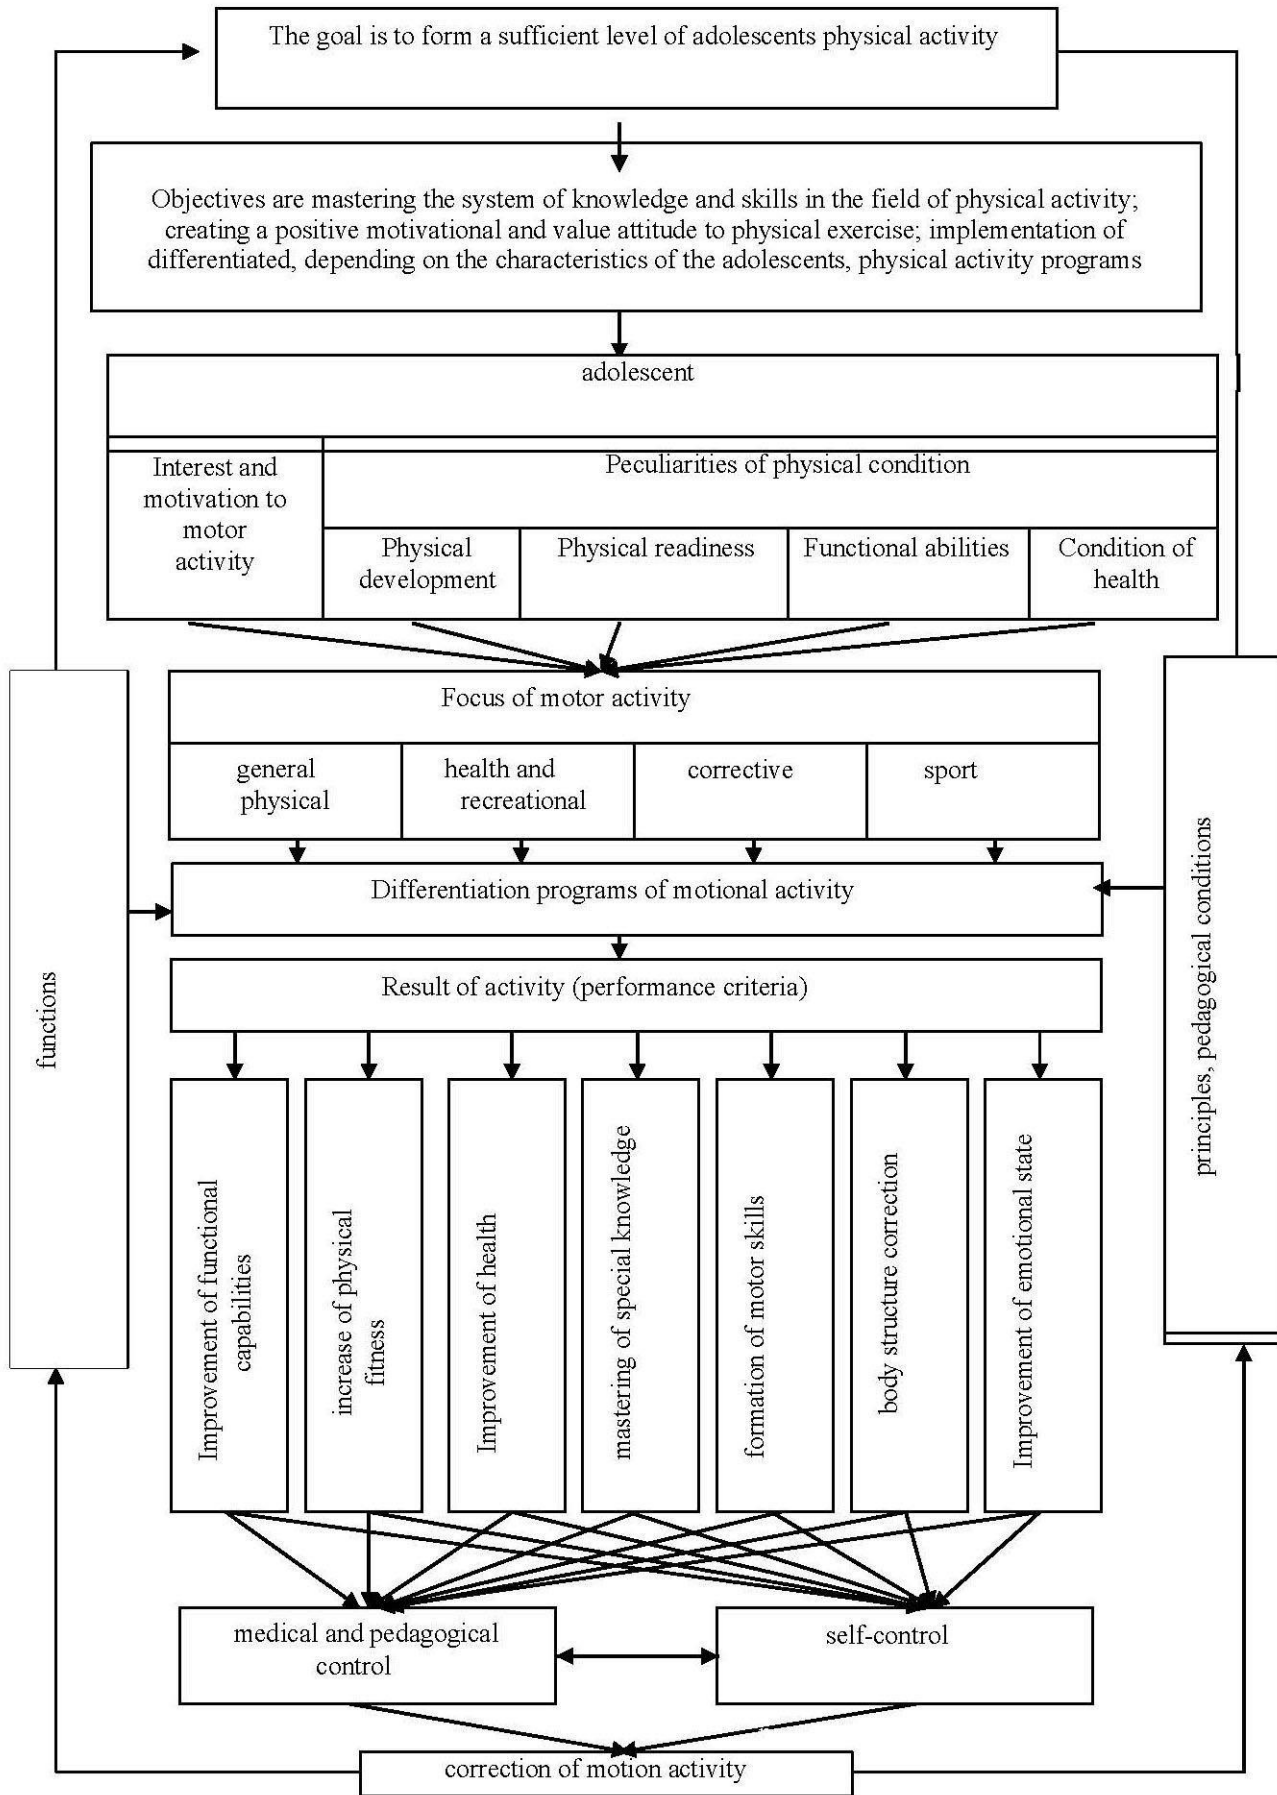 The goal is to form a sufficient level of adolescents physical activity
Objectives are mastering the system of knowledge and skills in the field of physical activity;
creating a positive motivational and value attitude to physical exercise; implementation of
differentiated, depending on the characteristics of the adolescents, physical activity programs
adolescent
Interest and
motivation to
motor
activity
Peculiarities of physical condition
Physical
development
Physical readiness
Functional abilities
Condition of
health
Focus of motor activity
general
physical
health and
recreational
corrective
sport
Differentiation programs of motional activity
Result of activity (performance criteria)
functions
principles, pedagogical conditions
Improvement of functional
capabilities
increase of physical
fitness
Improvement of health
mastering of special knowledge
formation of motor skills
body structure correction
Improvement of emotional state
medical and pedagogical
control
self-control
correction of motion activity